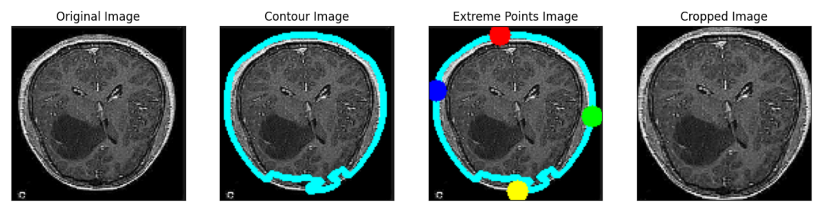 Original Image
Contour Image
Extreme Points Image
Cropped Image